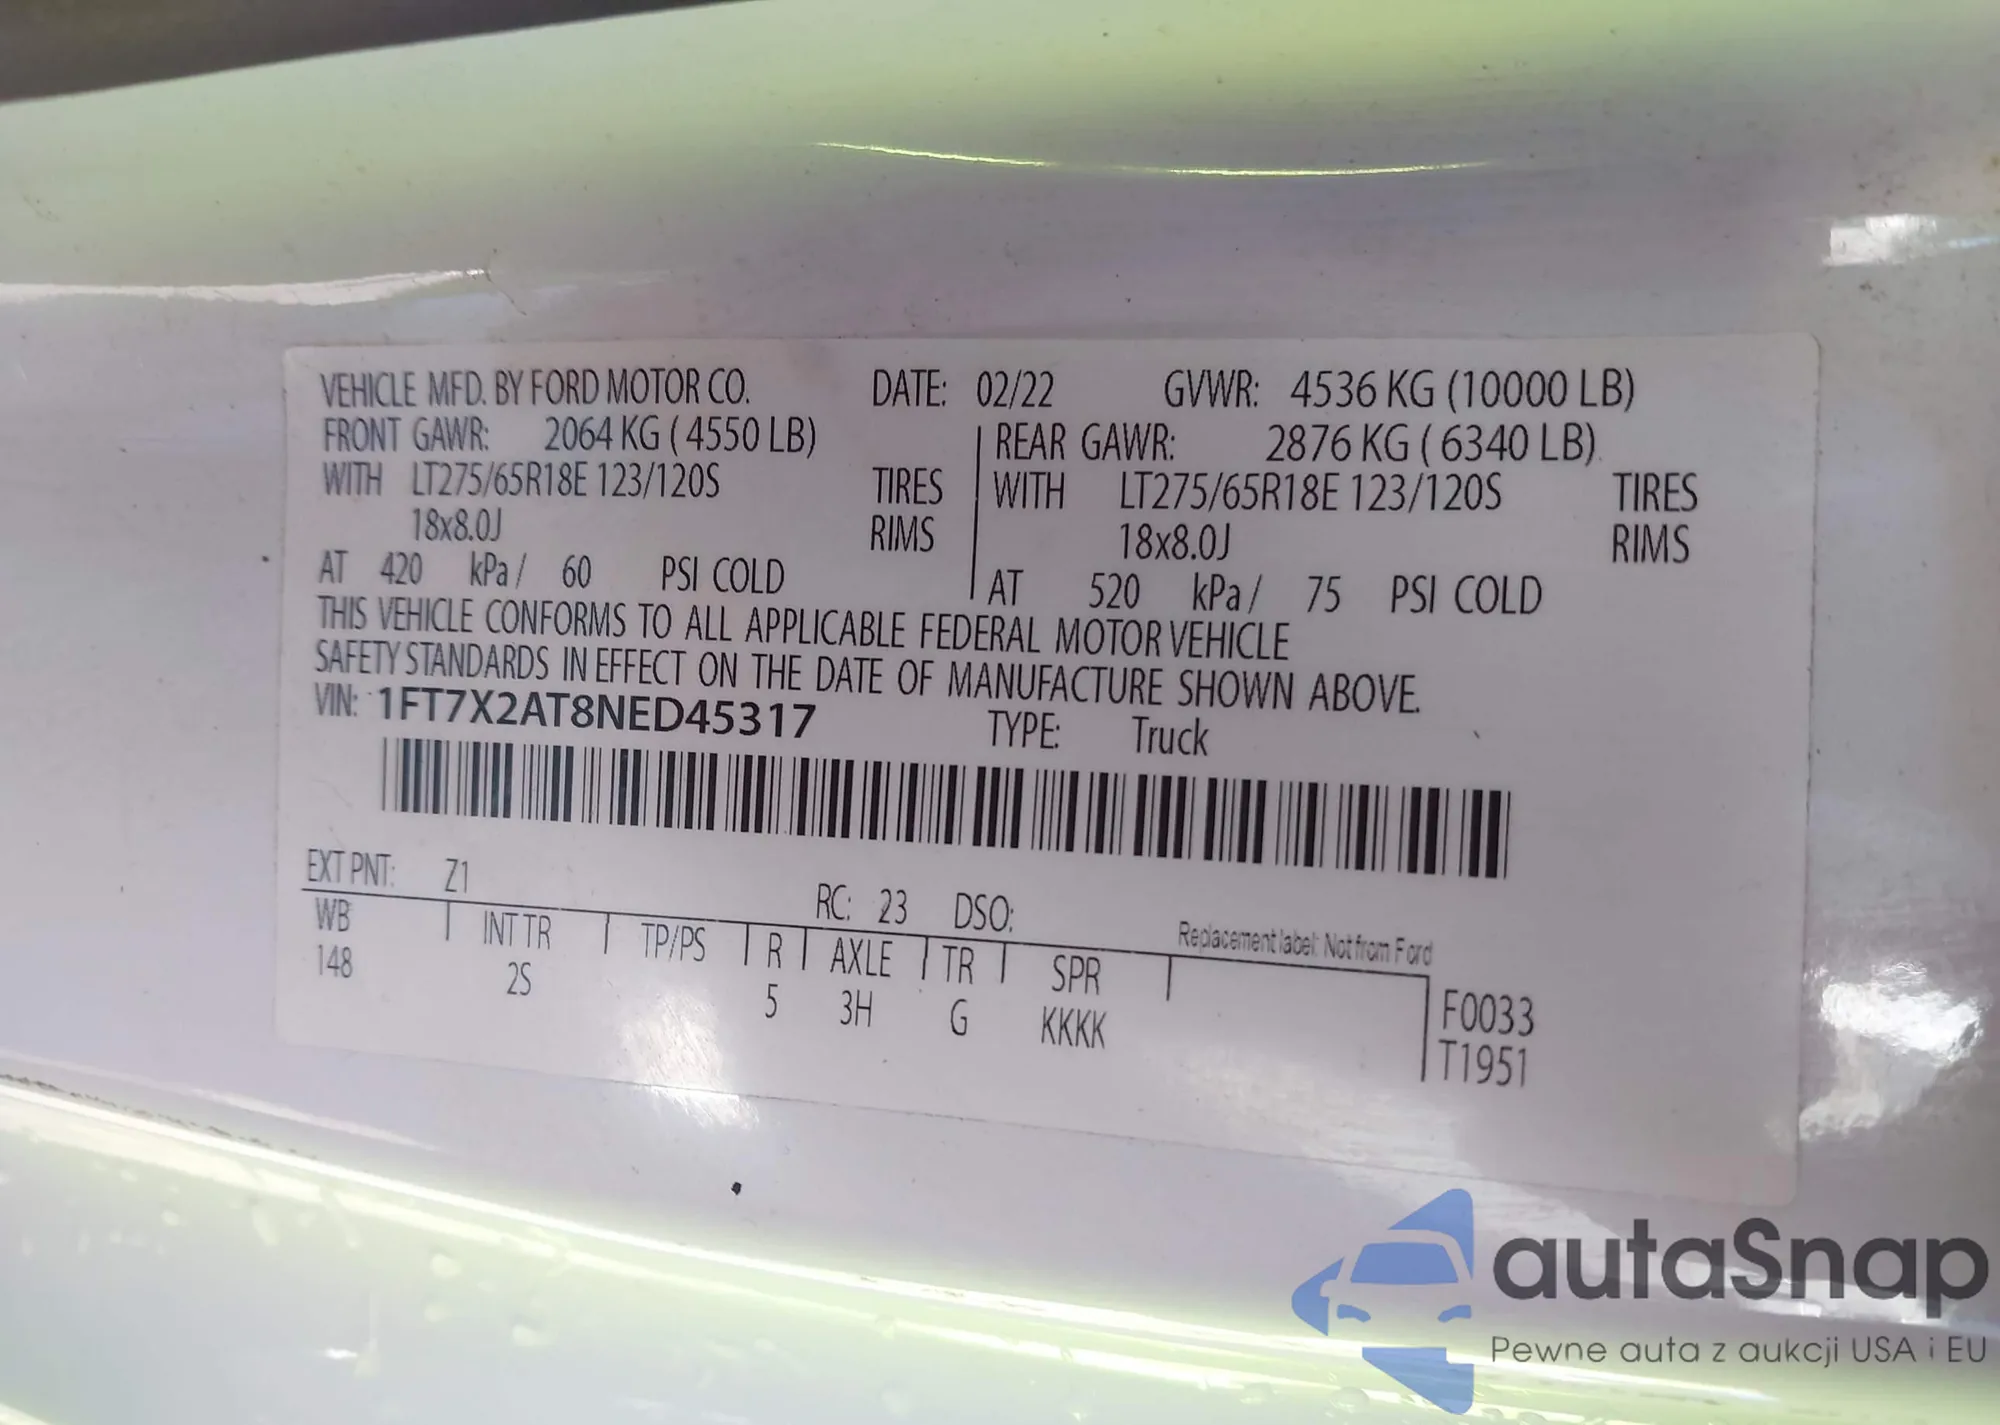 VEHICLE MFD. BY FORD MOTOR CO. DATE: 02/22 GVWR: 4536 KG (10000 LB)
FRONT GAWR: 2064 KG ( 4550 LB) REAR GAWR: 2876 KG ( 6340 LB)
WITH LT275/65R18E 123/120S TIRES WITH LT275/65R18E 123/120S TIRES
18x8.0J RIMS 18x8.0J RIMS
AT 420 kPa / 60 PSI COLD AT 520 kPa / 75 PSI COLD
THIS VEHICLE CONFORMS TO ALL APPLICABLE FEDERAL MOTOR VEHICLE
SAFETY STANDARDS IN EFFECT ON THE DATE OF MANUFACTURE SHOWN ABOVE.
VIN: 1FT7X2AT8NED45317 TYPE: Truck
EXT PNT: Z1 RC: 23 DSO:
Replacement label: Not from Ford
WB INT TR TP/PS R AXLE TR SPR
148 2S 5 3H G KKKK
F0033
T1951
autaSnap
Pewne auta z aukcji USA i EU